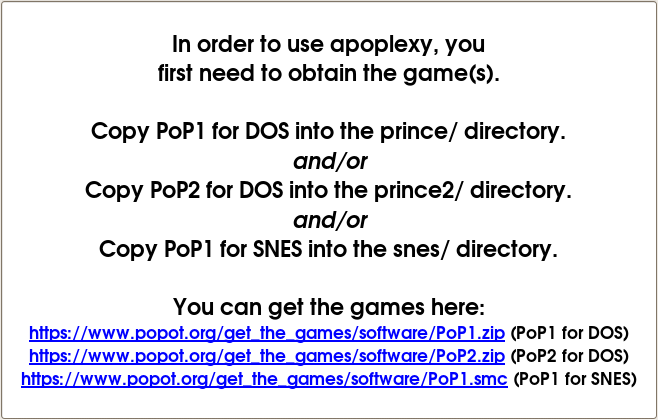 In order to use apoplexy, you
first need to obtain the game(s).
Copy PoP1 for DOS into the prince/ directory.
and/or
Copy PoP2 for DOS into the prince2/ directory.
and/or
Copy PoP1 for SNES into the snes/ directory.
You can get the games here:
https://www.popot.org/get_the_games/software/PoP1.zip (PoP1 for DOS)
https://www.popot.org/get_the_games/software/PoP2.zip (PoP2 for DOS)
https://www.popot.org/get_the_games/software/PoP1.smc (PoP1 for SNES)